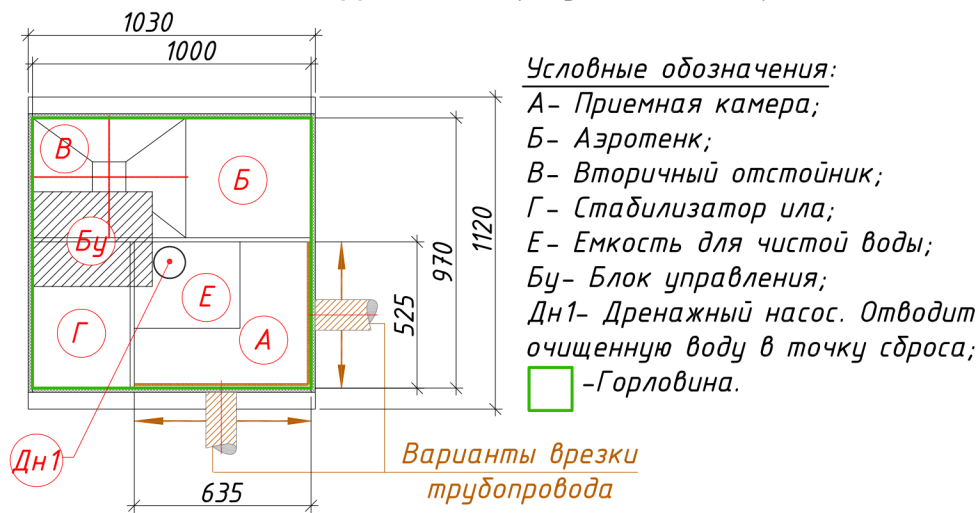 1030
1000
Условные обозначения:
А- Приемная камера;
Б- Аэротенк;
В- Вторичный отстойник;
Г- Стабилизатор ила;
Е- Емкость для чистой воды;
Бу- Блок управления;
Дн1- Дренажный насос. Отводит
очищенную воду в точку сброса;
-Горловина.
В
Б
Бу
Е
Г
А
Дн1
525
970
1120
635
Варианты врезки
трубопровода